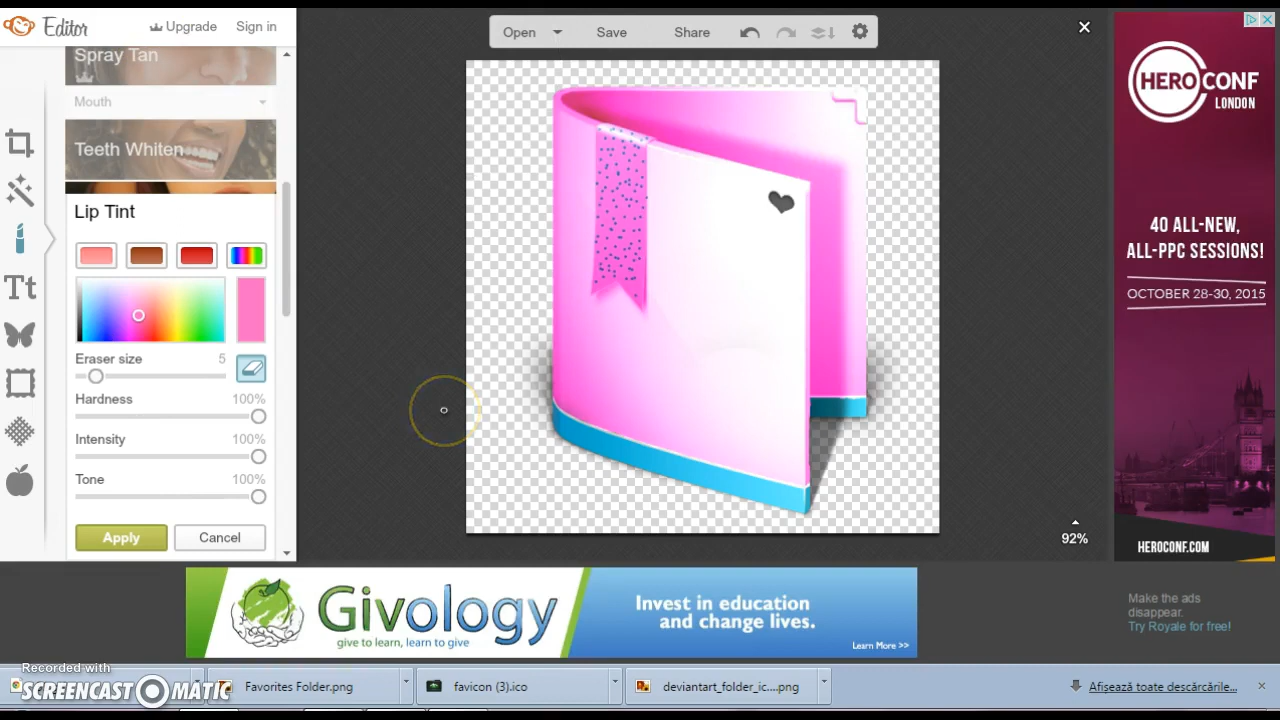 Editor
Upgrade
Sign in
Open
Save
Share
Spray Tan
Mouth
Teeth Whiten
Lip Tint
Eraser size 5
Hardness 100%
Intensity 100%
Tone 100%
Apply
Cancel
92%
HEROCONF
LONDON
40 ALL-NEW,
ALL-PPC SESSIONS!
OCTOBER 28-30, 2015
HEROCONF.COM
Givology
give to learn, learn to give
Invest in education
and change lives.
Learn More >>
Make the ads
disappear.
Try Royale for free!
Recorded with
SCREENCAST-O-MATIC
Favorites Folder.png
favicon (3).ico
deviantart_folder_ic....png
Afișează toate descărcările...